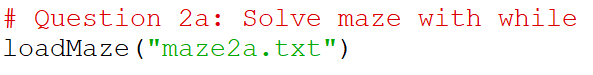 # Question 2a: Solve maze with while
loadMaze("maze2a.txt")